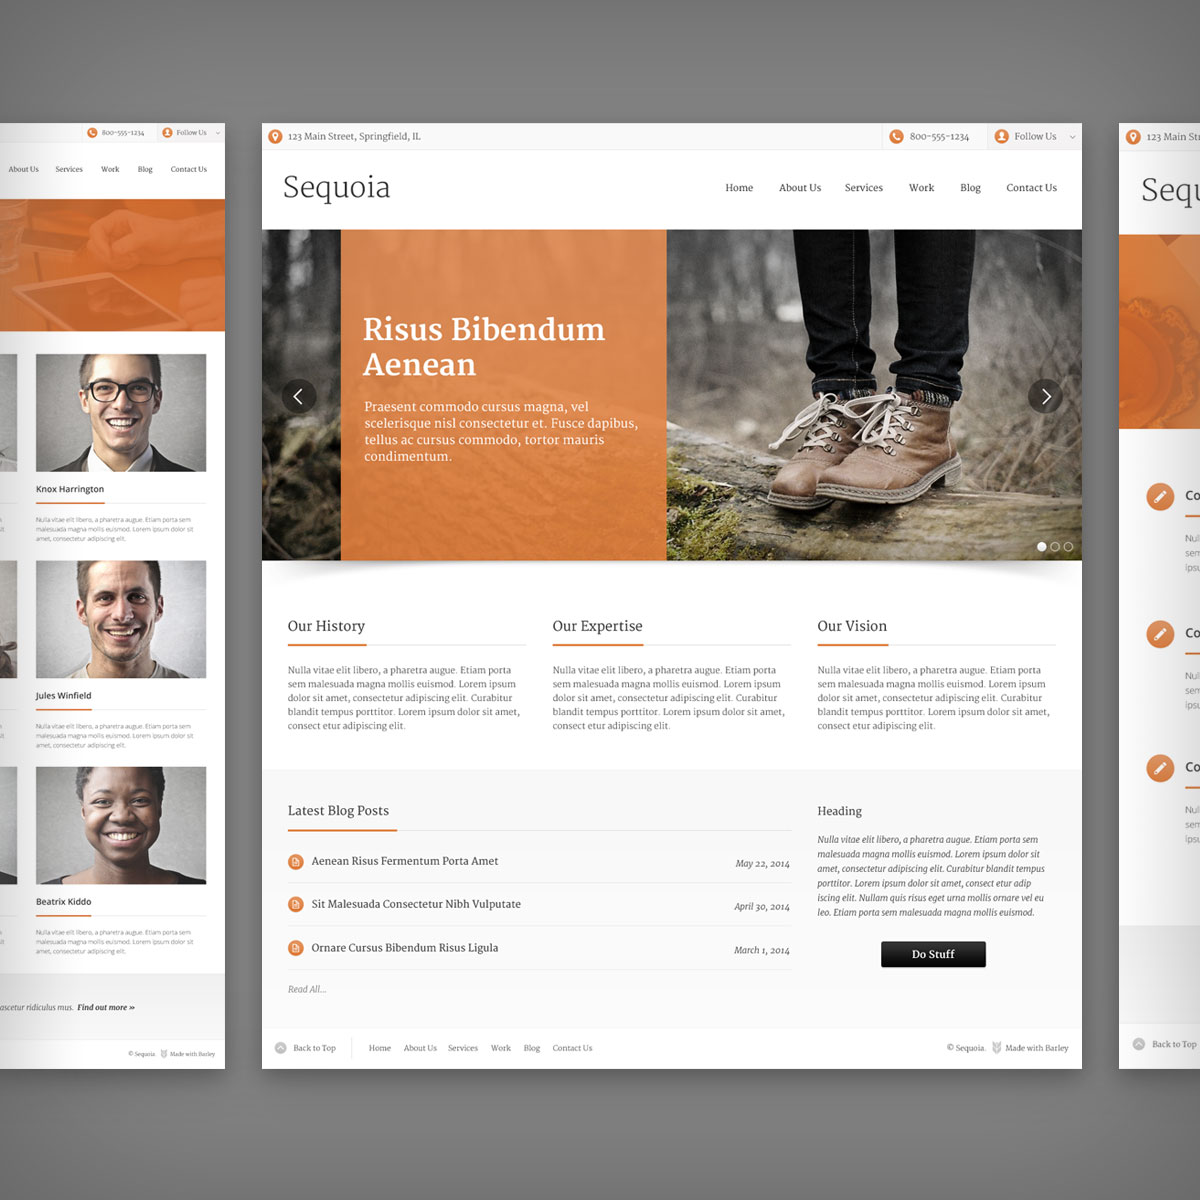 800-555-1234
Follow Us
About Us
Services
Work
Blog
Contact Us
Knox Harrington
Nulla vitae elit libero, a pharetra augue. Etiam porta sem
malesuada magna mollis euismod. Lorem ipsum dolor sit
amet, consectetur adipiscing elit.
Jules Winfield
Nulla vitae elit libero, a pharetra augue. Etiam porta sem
malesuada magna mollis euismod. Lorem ipsum dolor sit
amet, consectetur adipiscing elit.
Beatrix Kiddo
Nulla vitae elit libero, a pharetra augue. Etiam porta sem
malesuada magna mollis euismod. Lorem ipsum dolor sit
amet, consectetur adipiscing elit.
ascetur ridiculus mus. Find out more »
© Sequoia. Made with Barley
123 Main Street, Springfield, IL
800-555-1234
Follow Us
Sequoia
Home
About Us
Services
Work
Blog
Contact Us
Risus Bibendum
Aenean
Praesent commodo cursus magna, vel
scelerisque nisl consectetur et. Fusce dapibus,
tellus ac cursus commodo, tortor mauris
condimentum.
Our History
Nulla vitae elit libero, a pharetra augue. Etiam porta
sem malesuada magna mollis euismod. Lorem ipsum
dolor sit amet, consectetur adipiscing elit. Curabitur
blandit tempus porttitor. Lorem ipsum dolor sit amet,
consect etur adipiscing elit.
Our Expertise
Nulla vitae elit libero, a pharetra augue. Etiam porta
sem malesuada magna mollis euismod. Lorem ipsum
dolor sit amet, consectetur adipiscing elit. Curabitur
blandit tempus porttitor. Lorem ipsum dolor sit amet,
consect etur adipiscing elit.
Our Vision
Nulla vitae elit libero, a pharetra augue. Etiam porta
sem malesuada magna mollis euismod. Lorem ipsum
dolor sit amet, consectetur adipiscing elit. Curabitur
blandit tempus porttitor. Lorem ipsum dolor sit amet,
consect etur adipiscing elit.
Latest Blog Posts
Aenean Risus Fermentum Porta Amet
May 22, 2014
Sit Malesuada Consectetur Nibh Vulputate
April 30, 2014
Ornare Cursus Bibendum Risus Ligula
March 1, 2014
Read All...
Heading
Nulla vitae elit libero, a pharetra augue. Etiam porta sem
malesuada magna mollis euismod. Lorem ipsum dolor sit
amet, consectetur adipiscing elit. Curabitur blandit tempus
porttitor. Lorem ipsum dolor sit amet, consect etur adip
iscing elit. Nullam quis risus eget urna mollis ornare vel eu
leo. Etiam porta sem malesuada magna mollis euismod.
Do Stuff
Back to Top
Home
About Us
Services
Work
Blog
Contact Us
© Sequoia. Made with Barley
123 Main Str
Sequ
Co
Nul
sem
ipsu
Co
Nul
sem
ipsu
Co
Nul
sem
ipsu
Back to Top